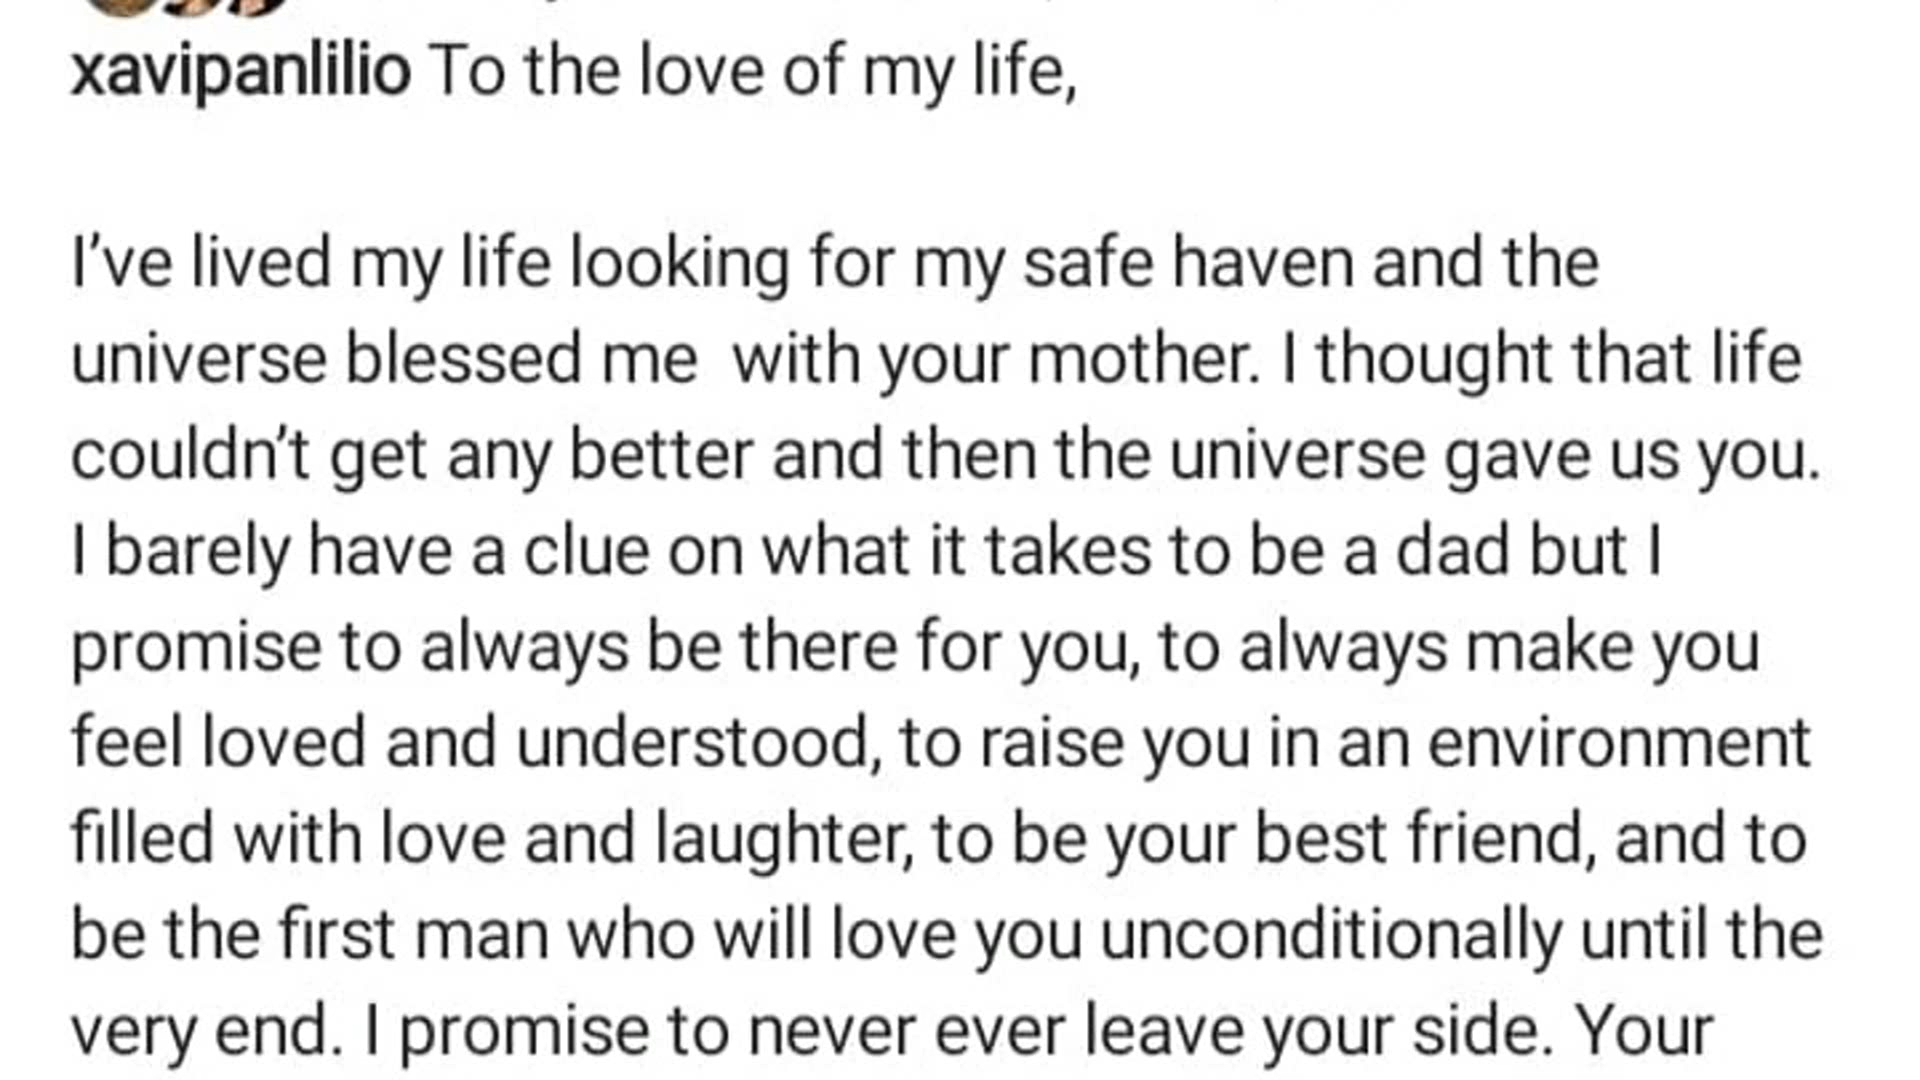 xavipanlilio To the love of my life,
I've lived my life looking for my safe haven and the
universe blessed me  with your mother. I thought that life
couldn't get any better and then the universe gave us you.
I barely have a clue on what it takes to be a dad but I
promise to always be there for you, to always make you
feel loved and understood, to raise you in an environment
filled with love and laughter, to be your best friend, and to
be the first man who will love you unconditionally until the
very end. I promise to never ever leave your side. Your